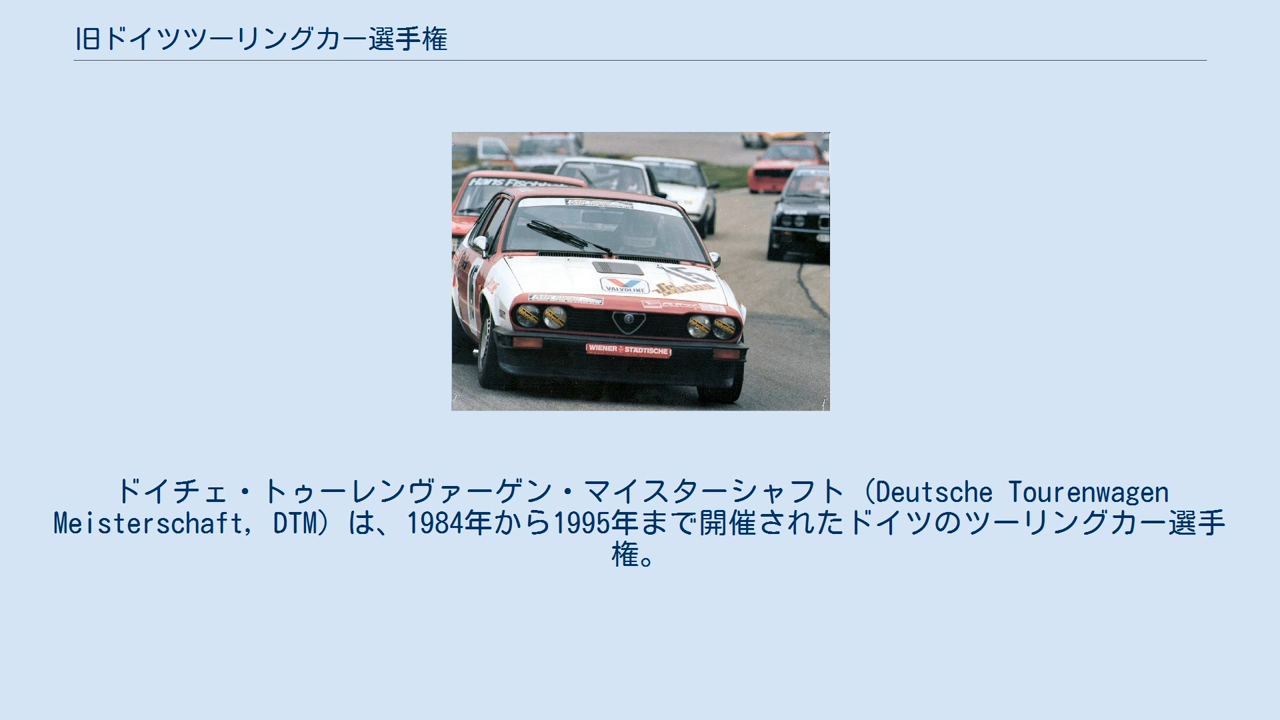 旧ドイツツーリングカー選手権
Hans Fischh
15
VALVOLINE
WIENER STÄDTISCHE
ドイチェ・トゥーレンヴァーゲン・マイスターシャフト（Deutsche Tourenwagen
Meisterschaft, DTM）は、1984年から1995年まで開催されたドイツのツーリングカー選手
権。